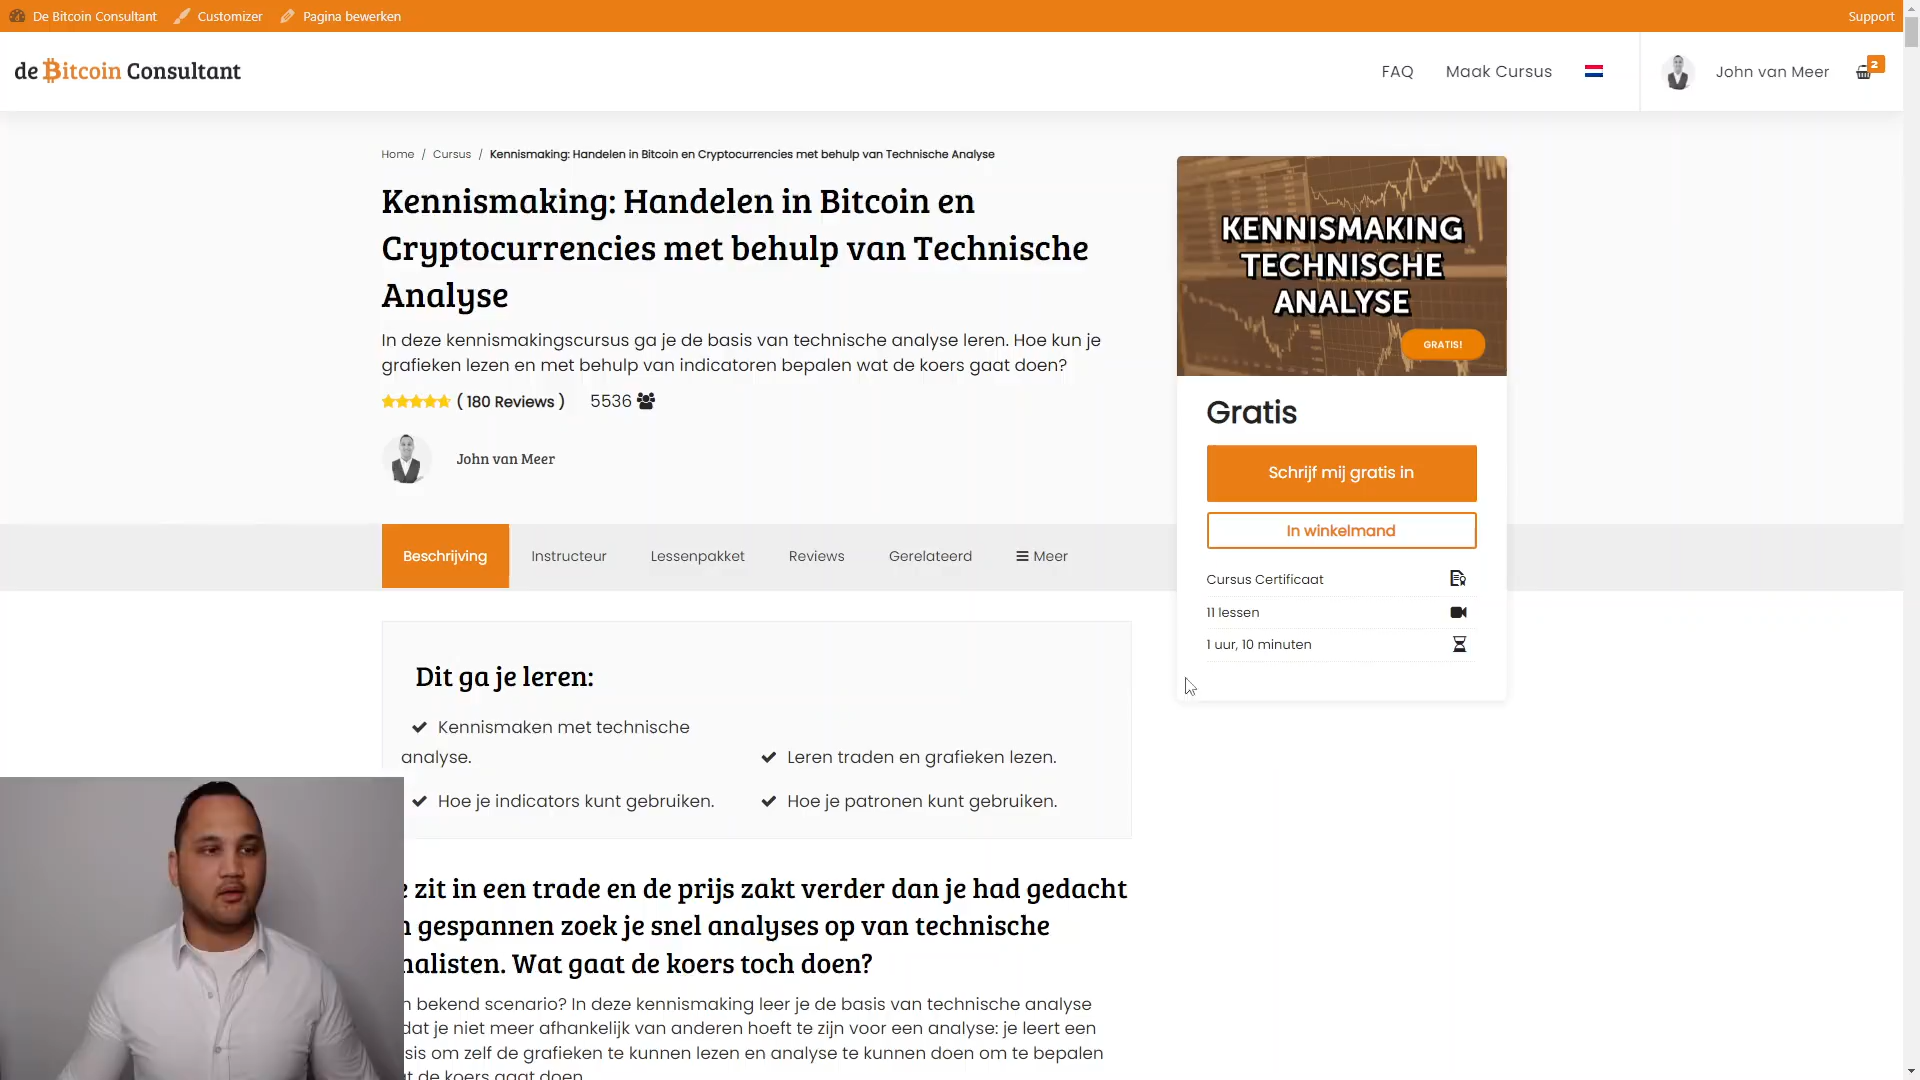 De Bitcoin Consultant Customizer Pagina bewerken Support
de Bitcoin Consultant
FAQ Maak Cursus John van Meer 2
Home / Cursus / Kennismaking: Handelen in Bitcoin en Cryptocurrencies met behulp van Technische Analyse
Kennismaking: Handelen in Bitcoin en
Cryptocurrencies met behulp van Technische
Analyse
In deze kennismakingscursus ga je de basis van technische analyse leren. Hoe kun je
grafieken lezen en met behulp van indicatoren bepalen wat de koers gaat doen?
( 180 Reviews ) 5536
John van Meer
KENNISMAKING
TECHNISCHE
ANALYSE
GRATIS!
Gratis
Schrijf mij gratis in
In winkelmand
Cursus Certificaat
11 lessen
1 uur, 10 minuten
Beschrijving Instructeur Lessenpakket Reviews Gerelateerd Meer
Dit ga je leren:
Kennismaken met technische
analyse.
Leren traden en grafieken lezen.
Hoe je indicators kunt gebruiken.
Hoe je patronen kunt gebruiken.
zit in een trade en de prijs zakt verder dan je had gedacht
gespannen zoek je snel analyses op van technische
nalisten. Wat gaat de koers toch doen?
bekend scenario? In deze kennismaking leer je de basis van technische analyse
dat je niet meer afhankelijk van anderen hoeft te zijn voor een analyse: je leert een
sis om zelf de grafieken te kunnen lezen en analyse te kunnen doen om te bepalen
de koers gaat doen